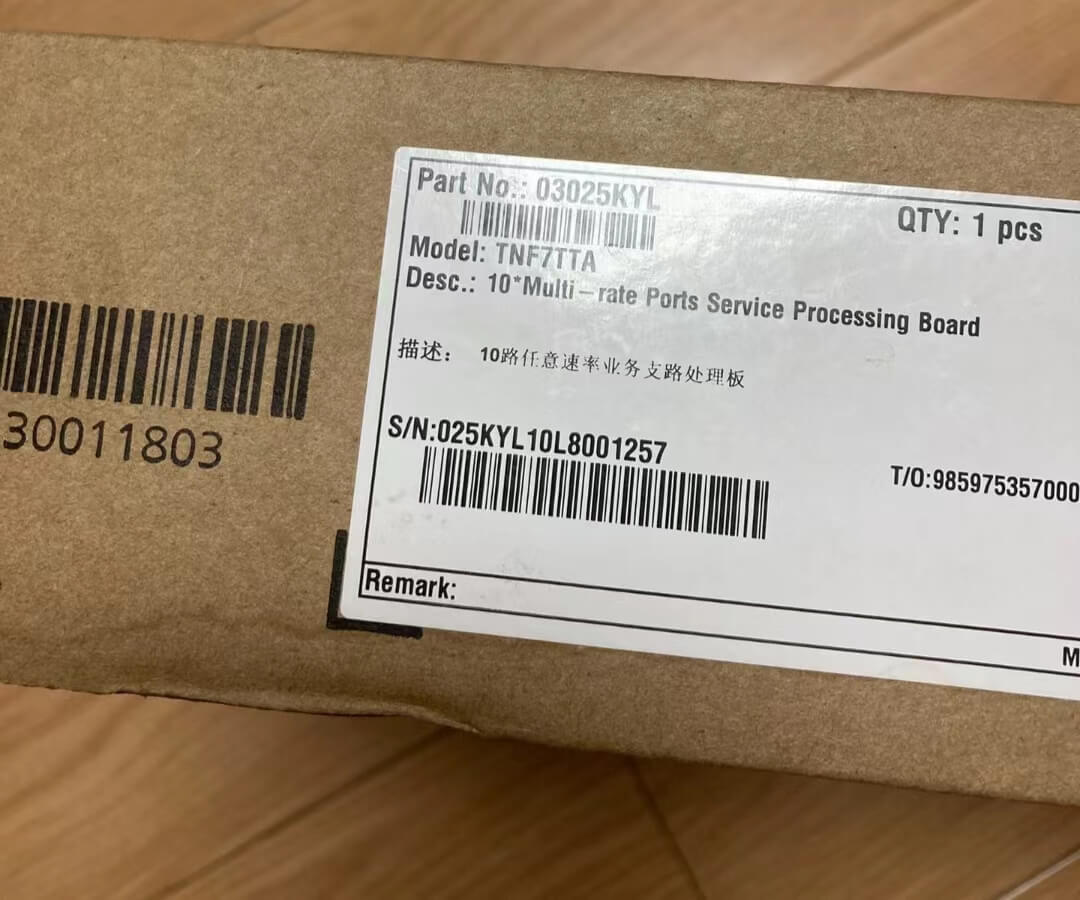 Part No.: 03025KYL
QTY: 1 pcs
Model: TNF7TTA
Desc.: 10*Multi-rate Ports Service Processing Board
描述： 10路任意速率业务支路处理板
S/N:025KYL10L8001257
T/O:985975357000
30011803
Remark:
M